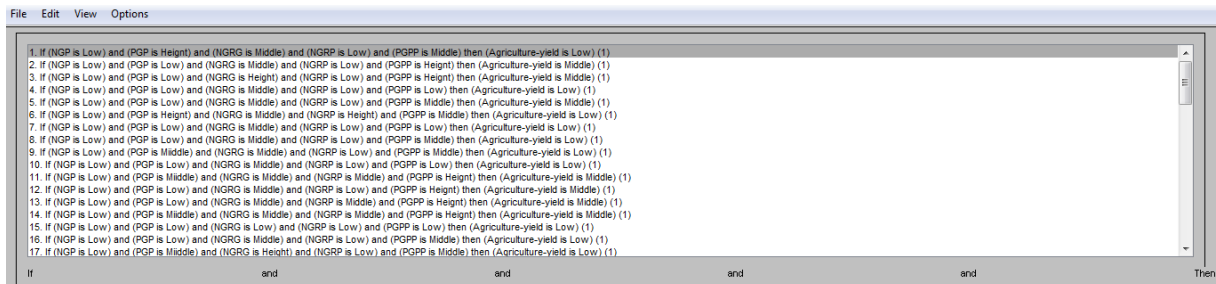 File Edit View Options
1. If (NGP is Low) and (PGP is Heignt) and (NGRG is Middle) and (NGRP is Low) and (PGPP is Middle) then (Agriculture-yield is Low) (1)
2. If (NGP is Low) and (PGP is Low) and (NGRG is Middle) and (NGRP is Low) and (PGPP is Heignt) then (Agriculture-yield is Middle) (1)
3. If (NGP is Low) and (PGP is Low) and (NGRG is Height) and (NGRP is Low) and (PGPP is Heignt) then (Agriculture-yield is Middle) (1)
4. If (NGP is Low) and (PGP is Low) and (NGRG is Middle) and (NGRP is Low) and (PGPP is Low) then (Agriculture-yield is Low) (1)
5. If (NGP is Low) and (PGP is Low) and (NGRG is Middle) and (NGRP is Low) and (PGPP is Middle) then (Agriculture-yield is Middle) (1)
6. If (NGP is Low) and (PGP is Heignt) and (NGRG is Middle) and (NGRP is Height) and (PGPP is Middle) then (Agriculture-yield is Low) (1)
7. If (NGP is Low) and (PGP is Low) and (NGRG is Middle) and (NGRP is Low) and (PGPP is Low) then (Agriculture-yield is Low) (1)
8. If (NGP is Low) and (PGP is Low) and (NGRG is Middle) and (NGRP is Low) and (PGPP is Middle) then (Agriculture-yield is Low) (1)
9. If (NGP is Low) and (PGP is Miiddle) and (NGRG is Middle) and (NGRP is Low) and (PGPP is Middle) then (Agriculture-yield is Low) (1)
10. If (NGP is Low) and (PGP is Low) and (NGRG is Middle) and (NGRP is Low) and (PGPP is Low) then (Agriculture-yield is Low) (1)
11. If (NGP is Low) and (PGP is Miiddle) and (NGRG is Middle) and (NGRP is Middle) and (PGPP is Heignt) then (Agriculture-yield is Middle) (1)
12. If (NGP is Low) and (PGP is Low) and (NGRG is Middle) and (NGRP is Low) and (PGPP is Heignt) then (Agriculture-yield is Middle) (1)
13. If (NGP is Low) and (PGP is Low) and (NGRG is Middle) and (NGRP is Middle) and (PGPP is Heignt) then (Agriculture-yield is Middle) (1)
14. If (NGP is Low) and (PGP is Miiddle) and (NGRG is Middle) and (NGRP is Middle) and (PGPP is Heignt) then (Agriculture-yield is Middle) (1)
15. If (NGP is Low) and (PGP is Low) and (NGRG is Low) and (NGRP is Low) and (PGPP is Low) then (Agriculture-yield is Low) (1)
16. If (NGP is Low) and (PGP is Low) and (NGRG is Middle) and (NGRP is Low) and (PGPP is Middle) then (Agriculture-yield is Low) (1)
17. If (NGP is Low) and (PGP is Miiddle) and (NGRG is Height) and (NGRP is Low) and (PGPP is Middle) then (Agriculture-yield is Low) (1)
If and and and and Then